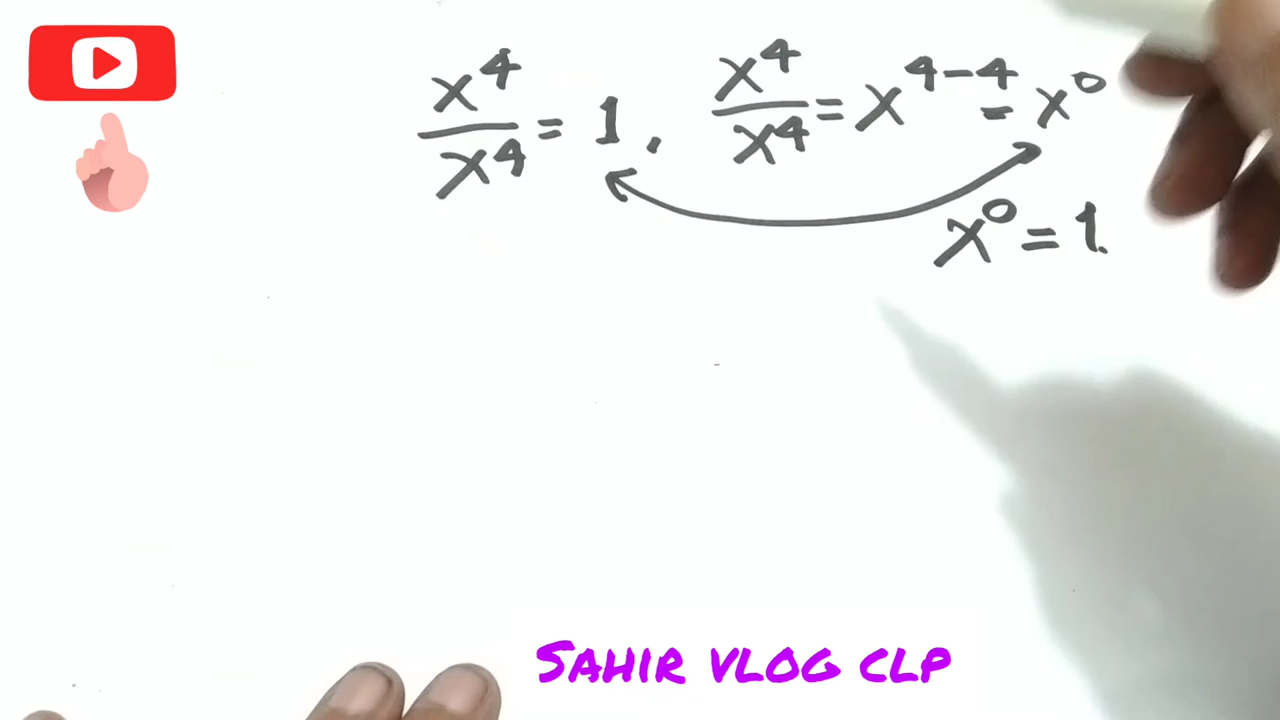 x⁴/x⁴ = 1, x⁴/x⁴ = x⁴⁻⁴ = x⁰
x⁰ = 1.
SAHIR VLOG CLP